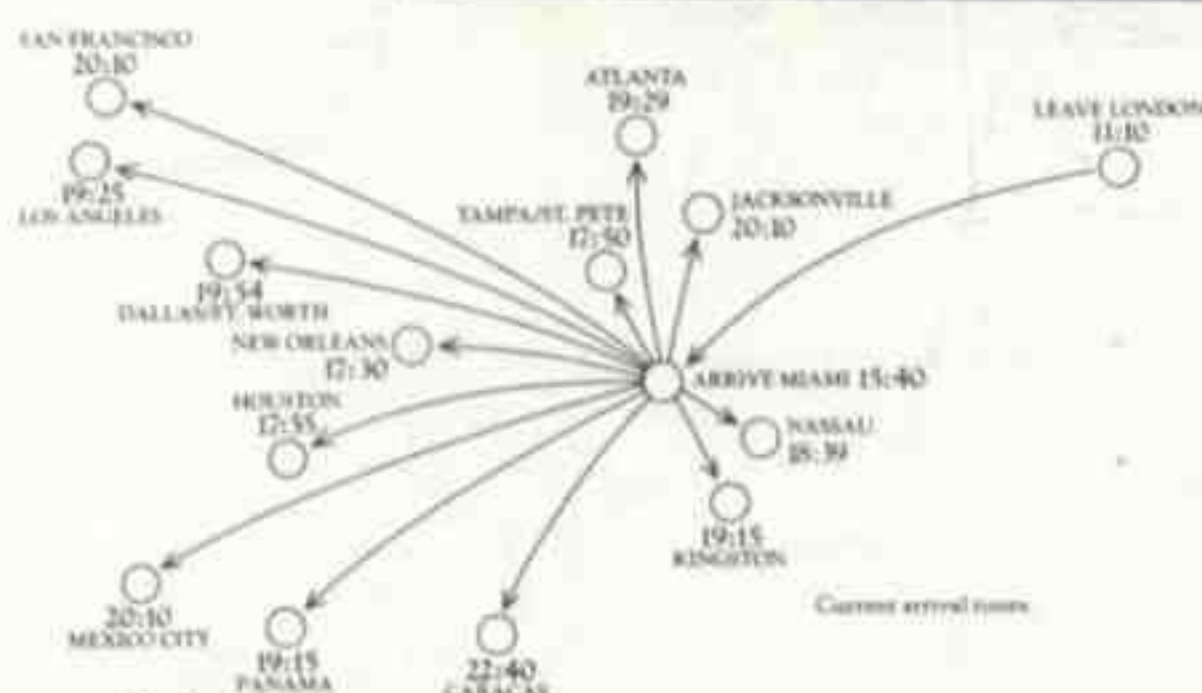 SAN FRANCISCO
20:10
ATLANTA
19:29
LEAVE LONDON
11:10
19:25
LOS ANGELES
TAMPA/ST. PETE
17:50
JACKSONVILLE
20:10
19:54
DALLAS/FT. WORTH
NEW ORLEANS
17:30
HOUSTON
17:55
ARRIVE MIAMI 15:40
NASSAU
18:39
19:15
KINGSTON
20:10
MEXICO CITY
19:15
PANAMA
22:40
CARACAS
Current arrival times